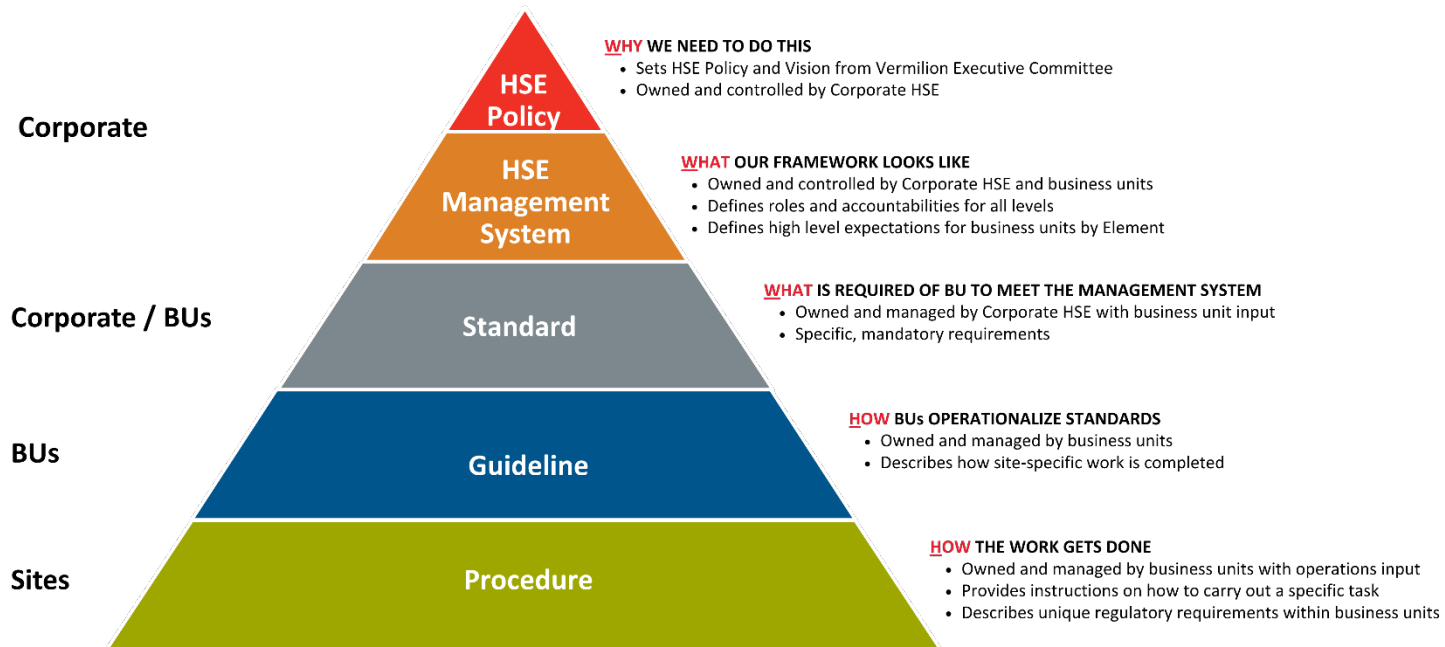 Corporate
HSE
Policy
WHY WE NEED TO DO THIS
• Sets HSE Policy and Vision from Vermilion Executive Committee
• Owned and controlled by Corporate HSE
HSE
Management
System
WHAT OUR FRAMEWORK LOOKS LIKE
• Owned and controlled by Corporate HSE and business units
• Defines roles and accountabilities for all levels
• Defines high level expectations for business units by Element
Corporate / BUs
Standard
WHAT IS REQUIRED OF BU TO MEET THE MANAGEMENT SYSTEM
• Owned and managed by Corporate HSE with business unit input
• Specific, mandatory requirements
BUs
Guideline
HOW BUs OPERATIONALIZE STANDARDS
• Owned and managed by business units
• Describes how site-specific work is completed
Sites
Procedure
HOW THE WORK GETS DONE
• Owned and managed by business units with operations input
• Provides instructions on how to carry out a specific task
• Describes unique regulatory requirements within business units